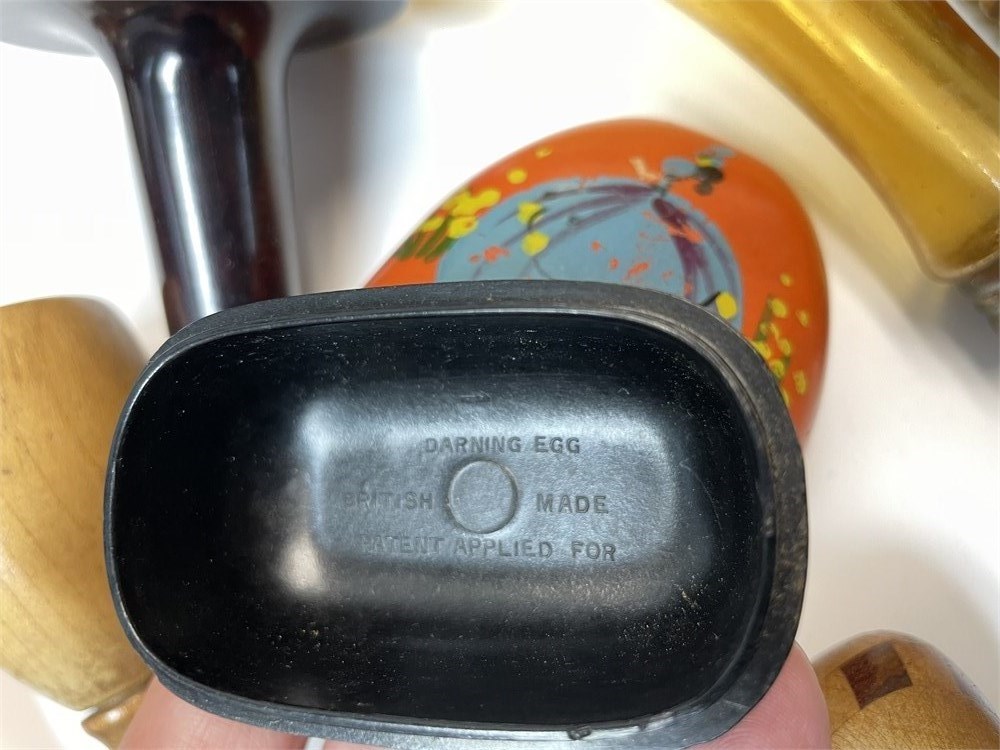 DARNING EGG
BRITISH MADE
PATENT APPLIED FOR